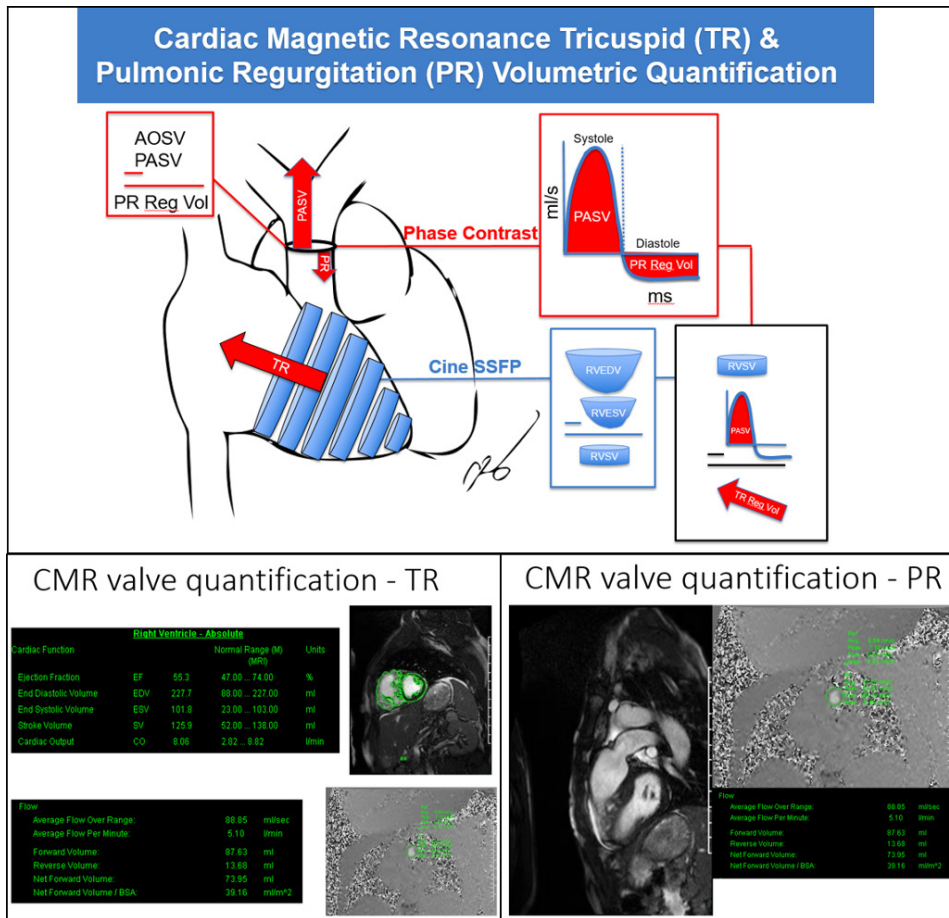 Cardiac Magnetic Resonance Tricuspid (TR) &
Pulmonic Regurgitation (PR) Volumetric Quantification
AOSV
PASV
PR Reg Vol
PASV
PR
TR
Phase Contrast
Cine SSFP
Systole
ml/s
PASV
Diastole
PR Reg Vol
ms
RVEDV
RVESV
RVSV
RVSV
PASV
TR Reg Vol
CMR valve quantification - TR
Right Ventricle - Absolute
Cardiac Function Normal Range (M) Units
(MRI)
Ejection Fraction EF 55.3 47.00 ... 74.00 %
End Diastolic Volume EDV 227.7 88.00 ... 227.00 ml
End Systolic Volume ESV 101.8 23.00 ... 103.00 ml
Stroke Volume SV 125.9 52.00 ... 138.00 ml
Cardiac Output CO 8.06 2.82 ... 8.82 l/min
Flow
Average Flow Over Range: 88.85 ml/sec
Average Flow Per Minute: 5.10 l/min
Forward Volume: 87.63 ml
Reverse Volume: 13.68 ml
Net Forward Volume: 73.95 ml
Net Forward Volume / BSA: 39.16 ml/m^2
CMR valve quantification - PR
Flow
Average Flow Over Range: 88.85 ml/sec
Average Flow Per Minute: 5.10 l/min
Forward Volume: 87.63 ml
Reverse Volume: 13.68 ml
Net Forward Volume: 73.95 ml
Net Forward Volume / BSA: 39.16 ml/m^2